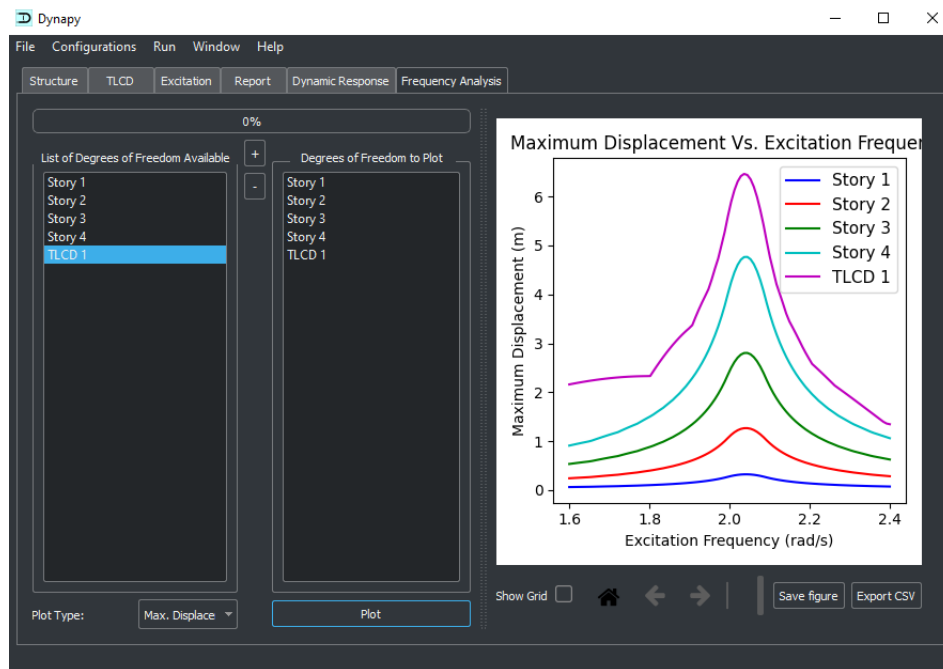 Dynapy
File Configurations Run Window Help
Structure TLCD Excitation Report Dynamic Response Frequency Analysis
0%
List of Degrees of Freedom Available
+
-
Story 1
Story 2
Story 3
Story 4
TLCD 1
Degrees of Freedom to Plot
Story 1
Story 2
Story 3
Story 4
TLCD 1
Plot Type:
Max. Displace
Plot
Maximum Displacement Vs. Excitation Frequer
Story 1
Story 2
Story 3
Story 4
TLCD 1
Maximum Displacement (m)
6
5
4
3
2
1
0
1.6 1.8 2.0 2.2 2.4
Excitation Frequency (rad/s)
Show Grid
Save figure
Export CSV